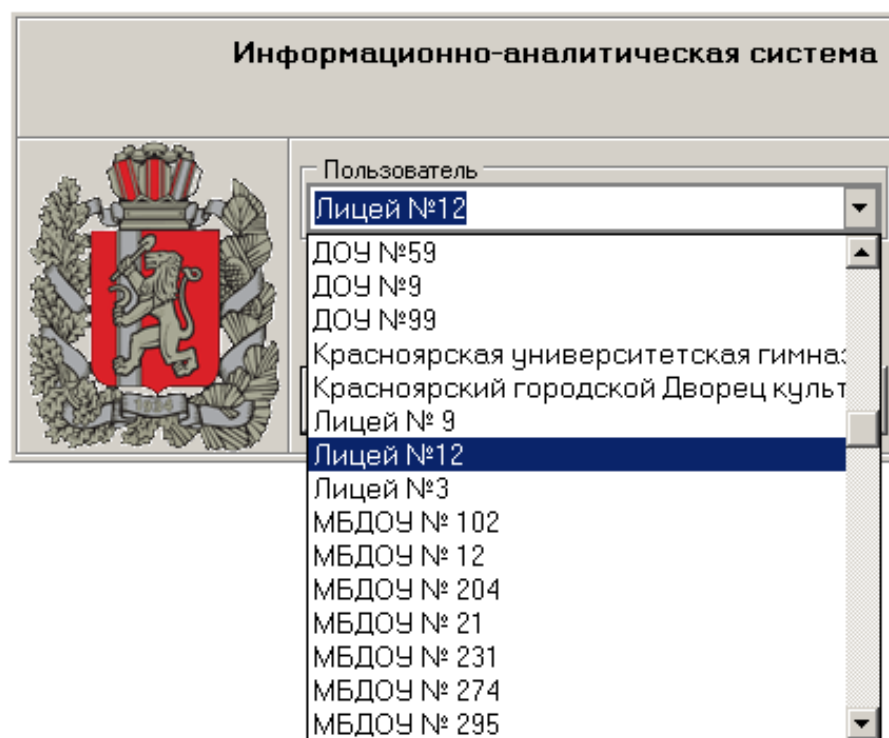 Информационно-аналитическая система
Пользователь
Лицей №12
ДОУ №59
ДОУ №9
ДОУ №99
Красноярская университетская
Красноярский городской Дворец
Лицей № 9
Лицей №12
Лицей №3
МБДОУ № 102
МБДОУ № 12
МБДОУ № 204
МБДОУ № 21
МБДОУ № 231
МБДОУ № 274
МБДОУ № 295